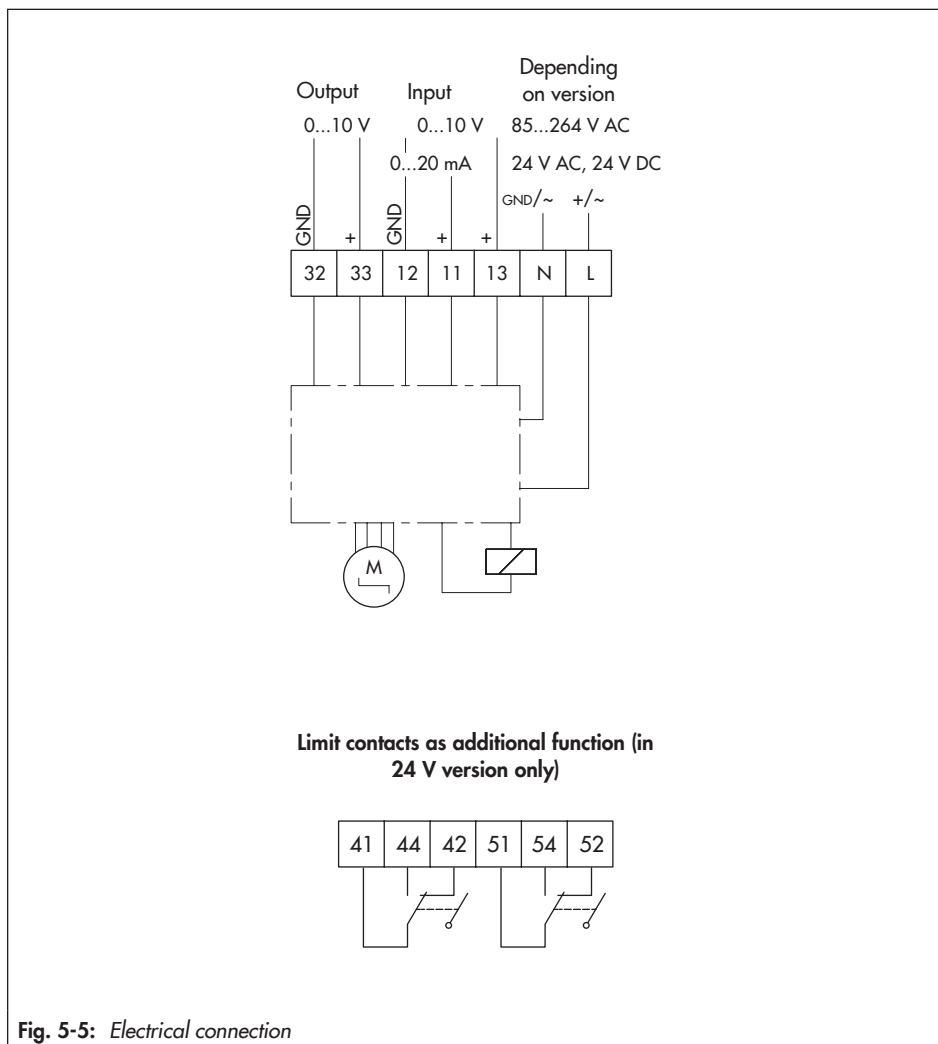 Output Input Depending
on version
0...10 V 0...10 V 85...264 V AC
0...20 mA 24 V AC, 24 V DC
GND/~ +/~
GND + GND + +
32 33 12 11 13 N L
M
Limit contacts as additional function (in
24 V version only)
41 44 42 51 54 52
Fig. 5-5: Electrical connection